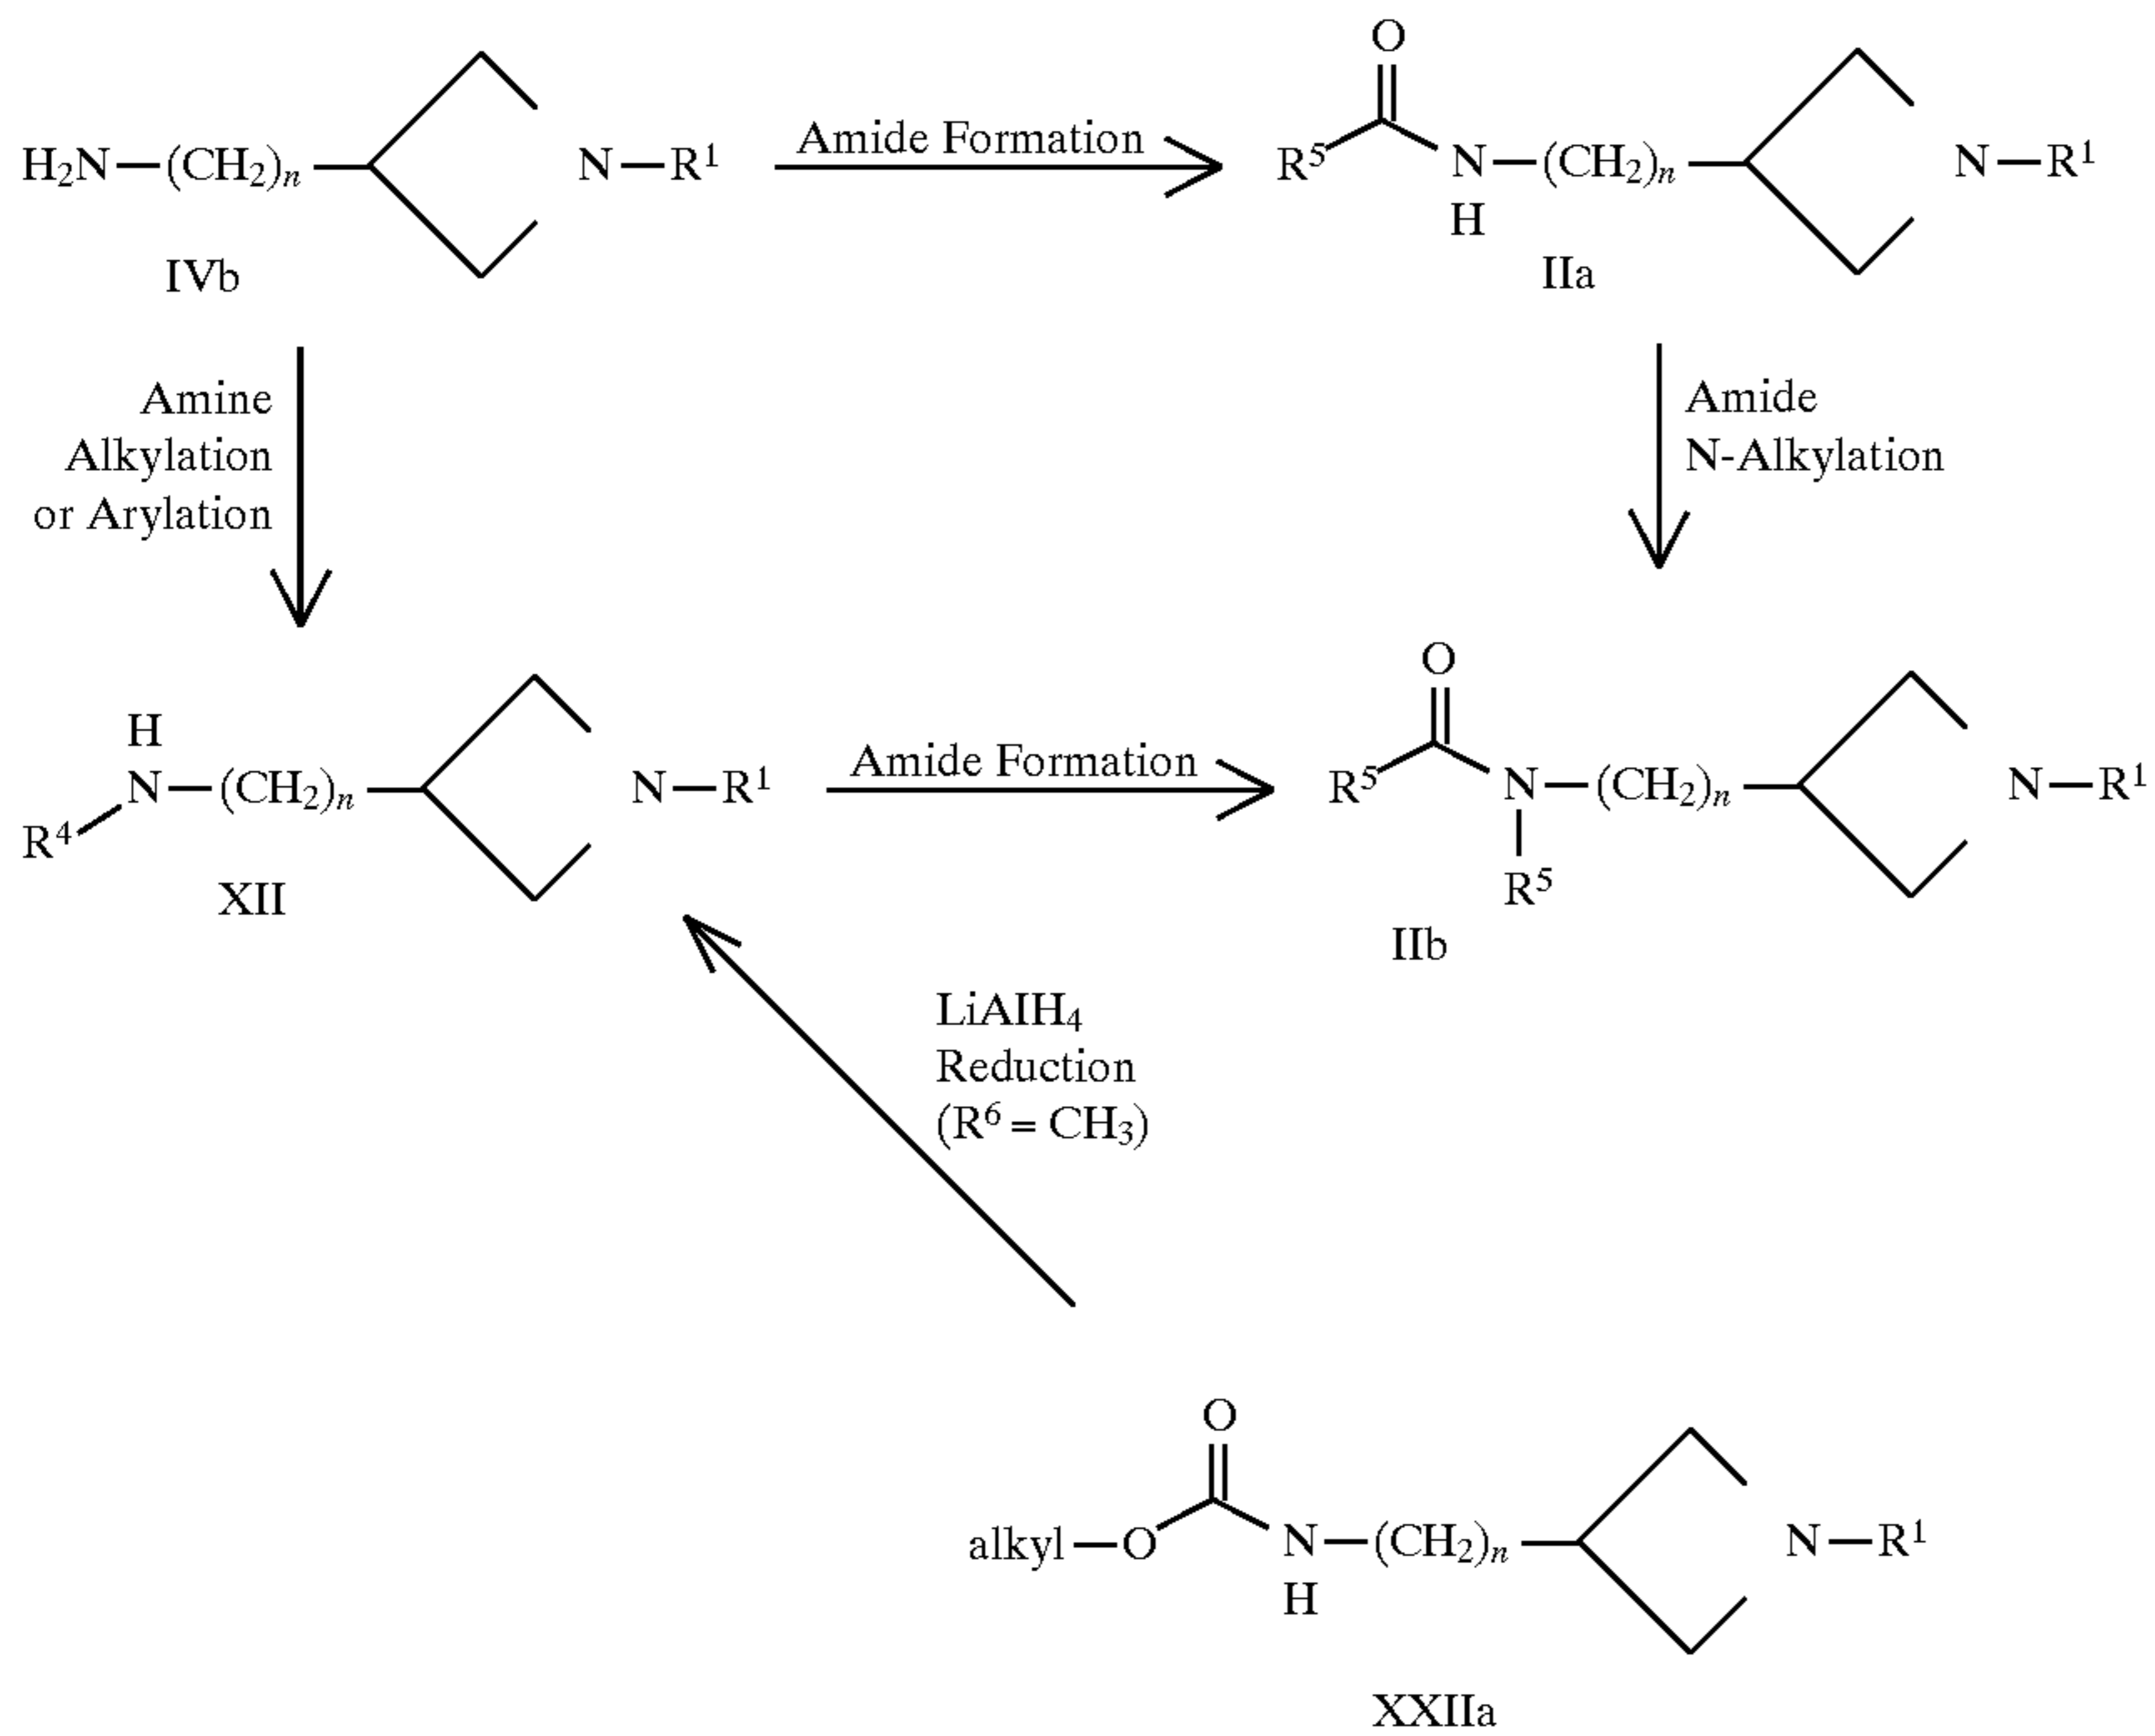 H₂N—(CH₂)ₙ N—R¹
IVb
Amide Formation
O
R⁵ N—(CH₂)ₙ N—R¹
H
IIa
Amine
Alkylation
or Arylation
Amide
N-Alkylation
H
N—(CH₂)ₙ N—R¹
R⁴
XII
Amide Formation
O
R⁵ N—(CH₂)ₙ N—R¹
R⁵
IIb
LiAIH₄
Reduction
(R⁶ = CH₃)
O
alkyl—O N—(CH₂)ₙ N—R¹
H
XXIIa